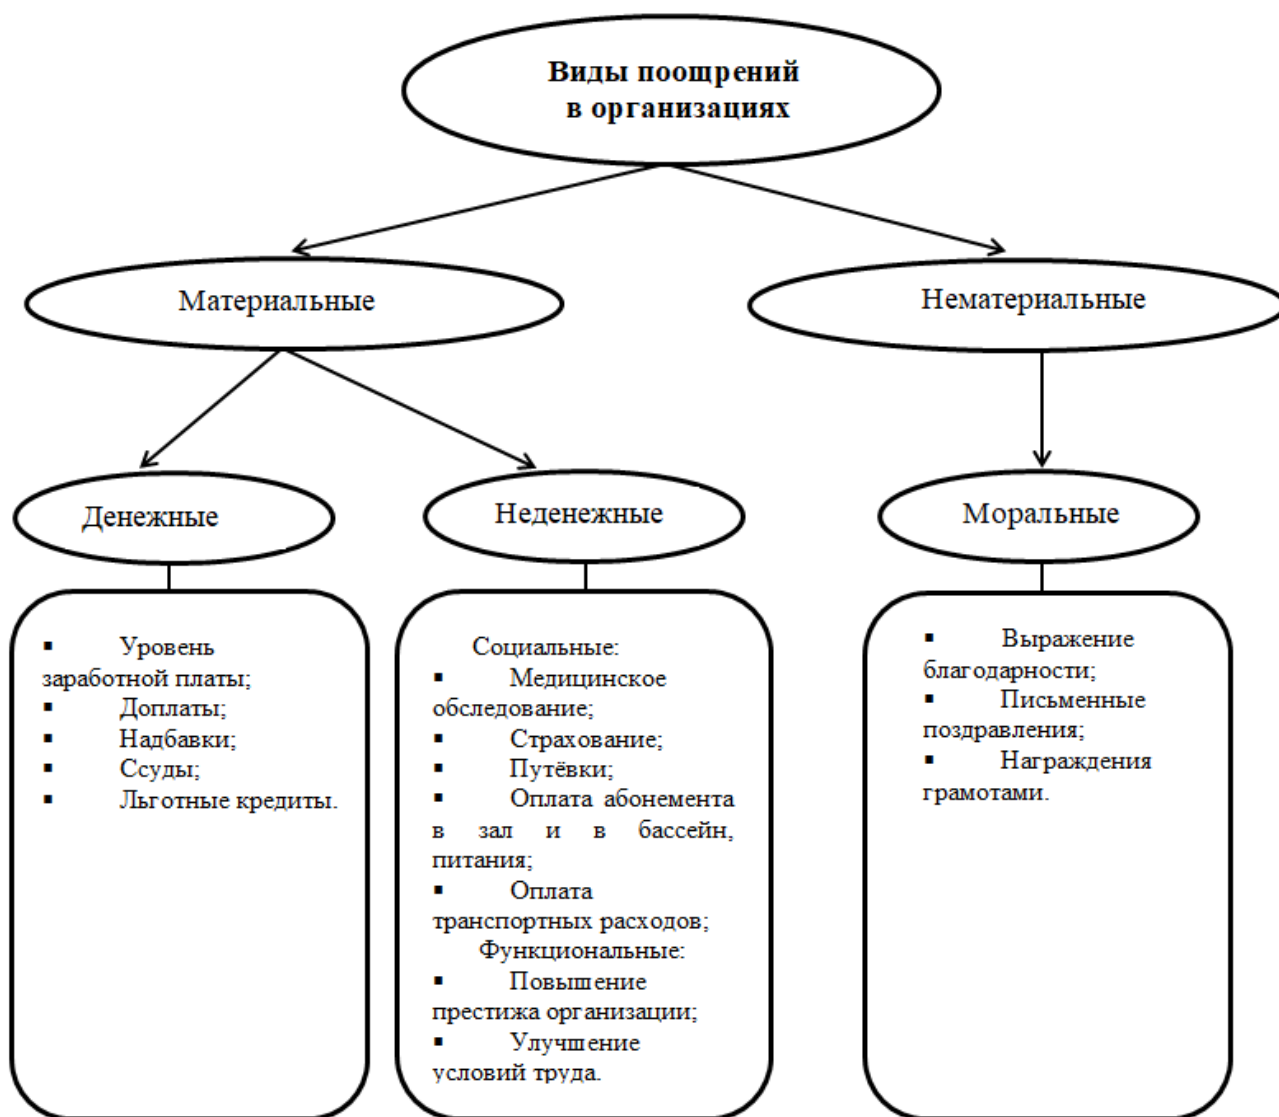 Виды поощрений
в организациях
Материальные
Нематериальные
Денежные
Неденежные
Моральные
▪ Уровень
заработной платы;
▪ Доплаты;
▪ Надбавки;
▪ Ссуды;
▪ Льготные кредиты.
Социальные:
▪ Медицинское
обследование;
▪ Страхование;
▪ Путёвки;
▪ Оплата абонемента
в зал и в бассейн,
питания;
▪ Оплата
транспортных расходов;
Функциональные:
▪ Повышение
престижа организации;
▪ Улучшение
условий труда.
▪ Выражение
благодарности;
▪ Письменные
поздравления;
▪ Награждения
грамотами.